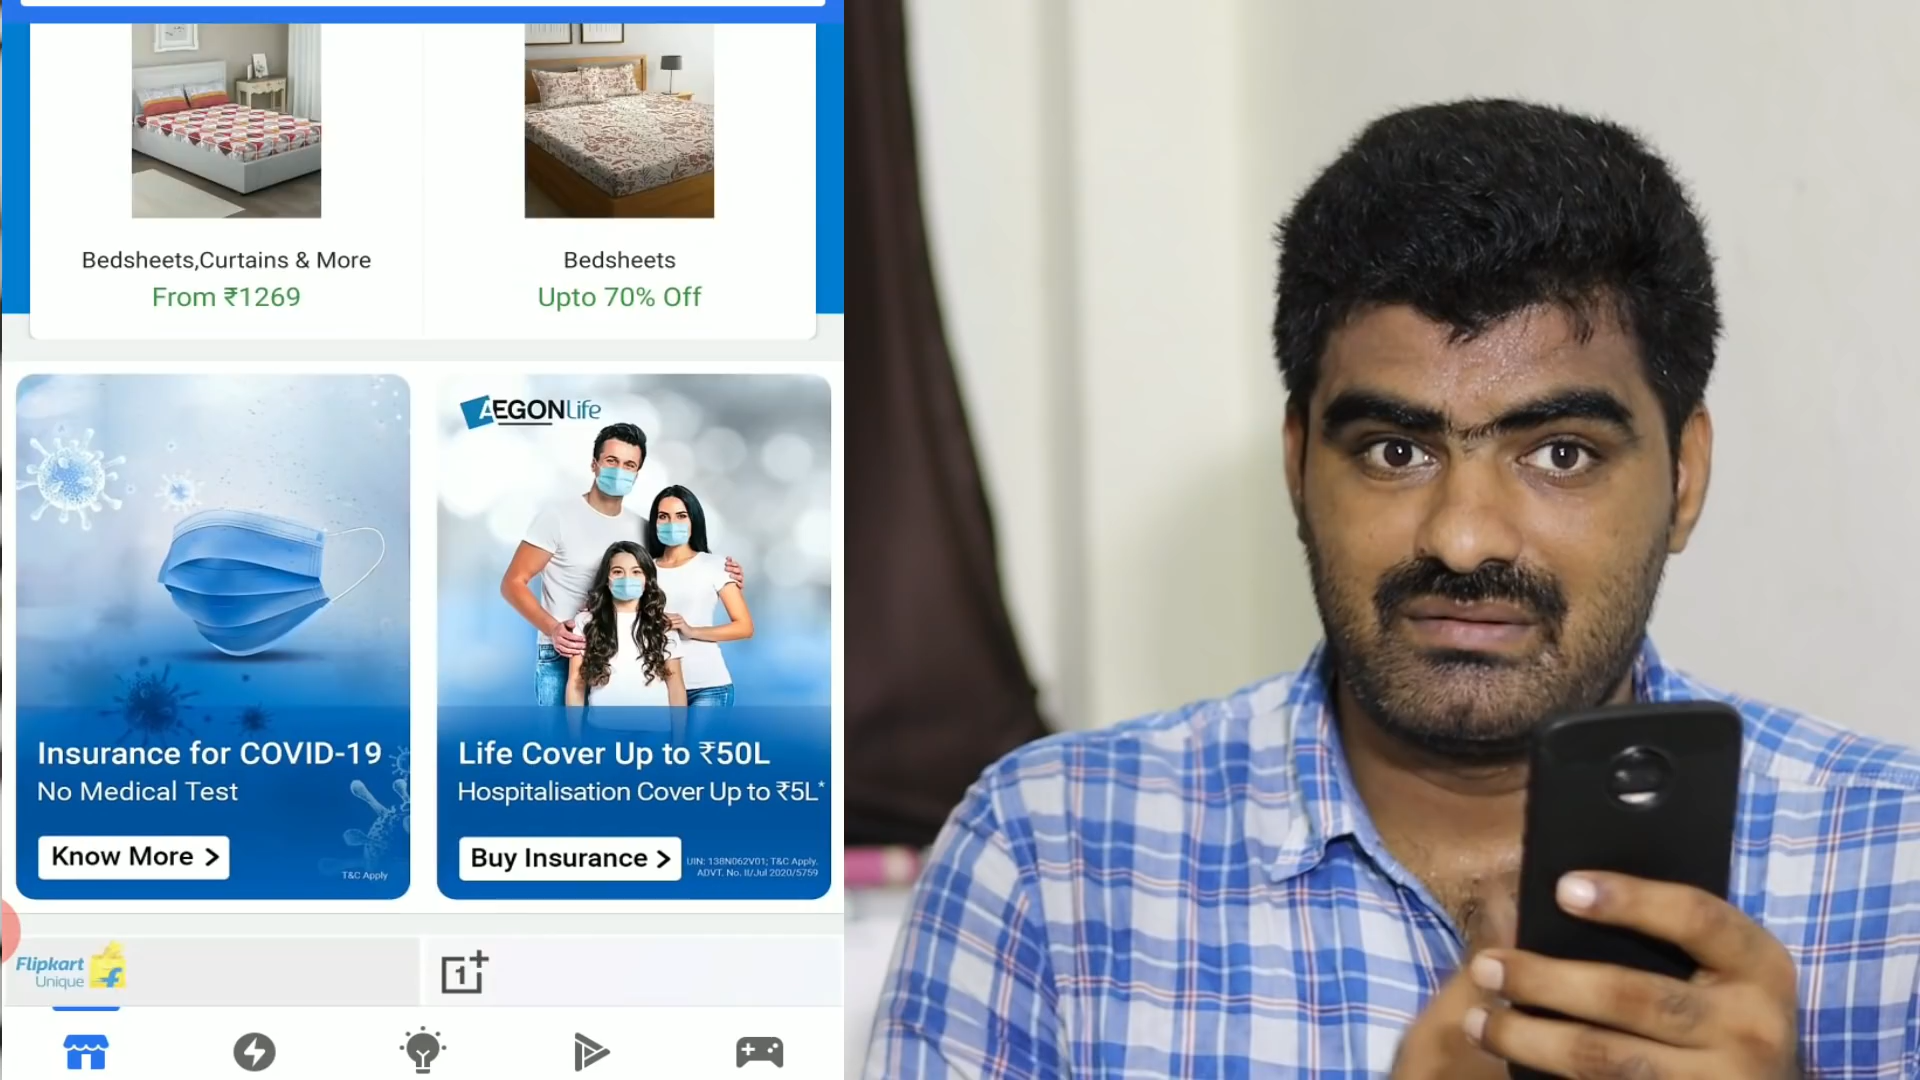 Bedsheets,Curtains & More
From ₹1269
Bedsheets
Upto 70% Off
Insurance for COVID-19
No Medical Test
Know More >
T&C Apply
AEGONLife
Life Cover Up to ₹50L
Hospitalisation Cover Up to ₹5L*
Buy Insurance >
UIN: 138N062V01; T&C Apply.
ADVT. No. II/Jul 2020/5759
Flipkart
Unique
1+